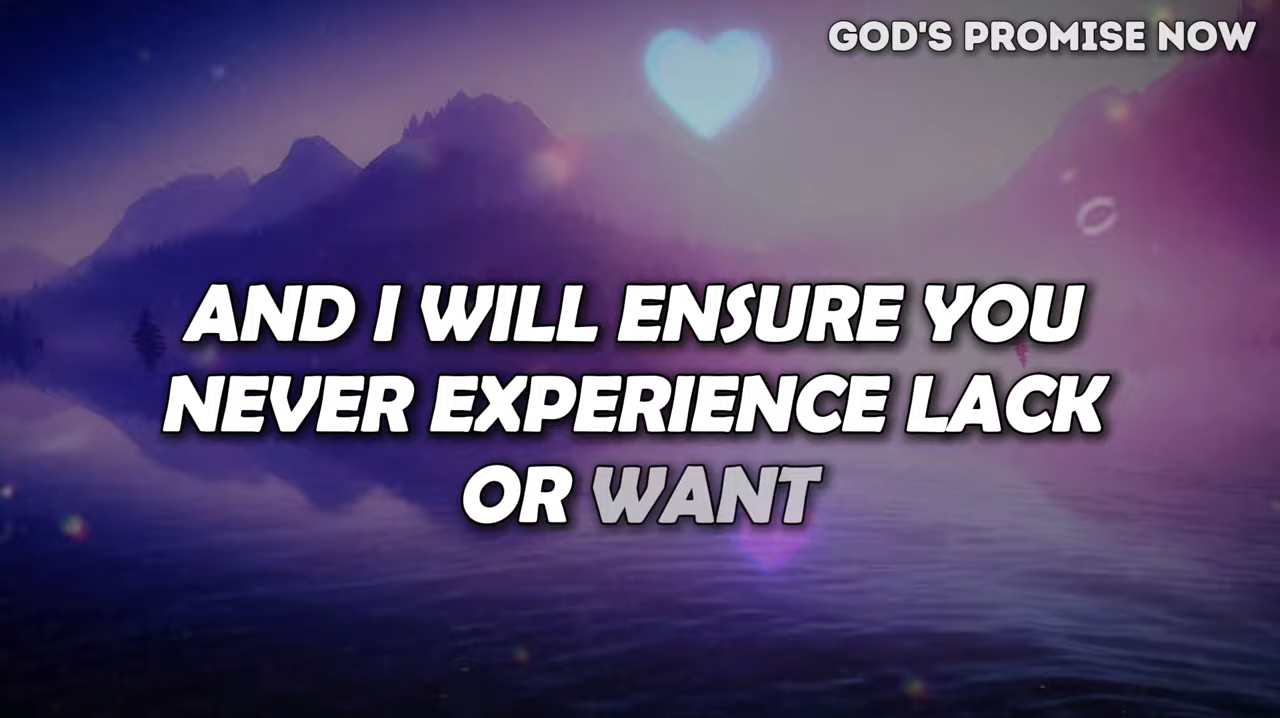 GOD'S PROMISE NOW
AND I WILL ENSURE YOU
NEVER EXPERIENCE LACK
OR WANT